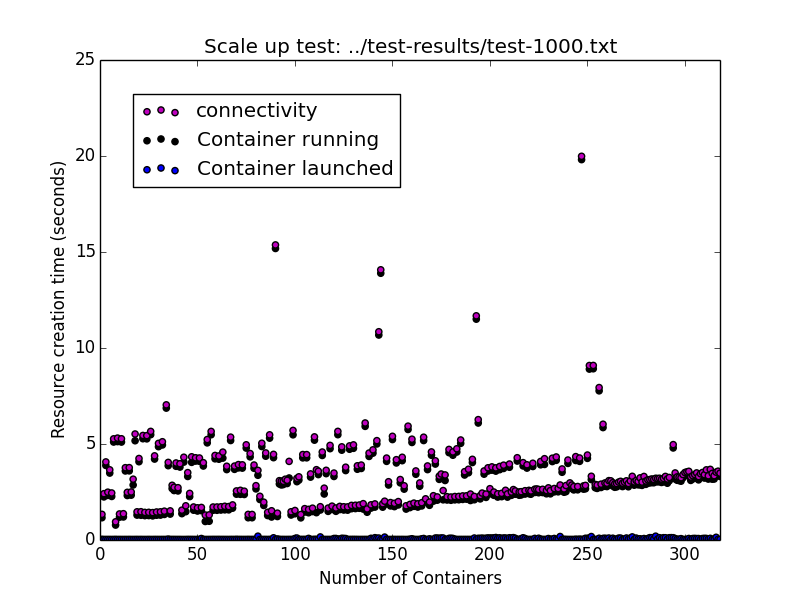 Scale up test: ../test-results/test-1000.txt
25
20
15
10
5
0
connectivity
Container running
Container launched
Resource creation time (seconds)
0 50 100 150 200 250 300
Number of Containers